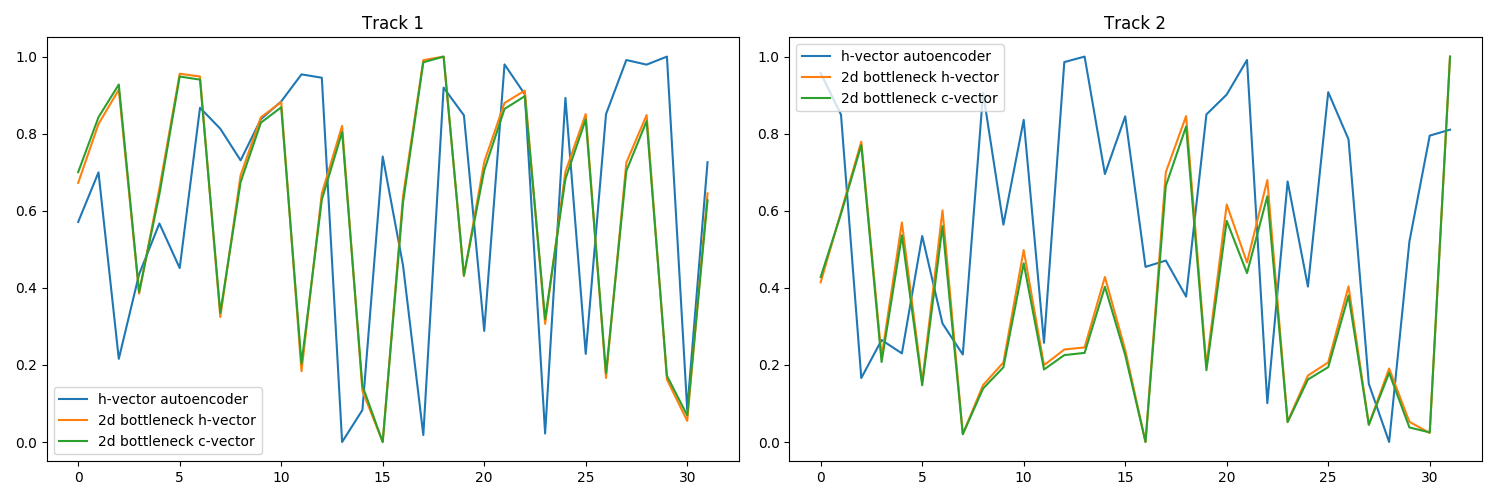 Track 1
1.0
0.8
0.6
0.4
0.2
0.0
h-vector autoencoder
2d bottleneck h-vector
2d bottleneck c-vector
0 5 10 15 20 25 30
Track 2
1.0
0.8
0.6
0.4
0.2
0.0
h-vector autoencoder
2d bottleneck h-vector
2d bottleneck c-vector
0 5 10 15 20 25 30